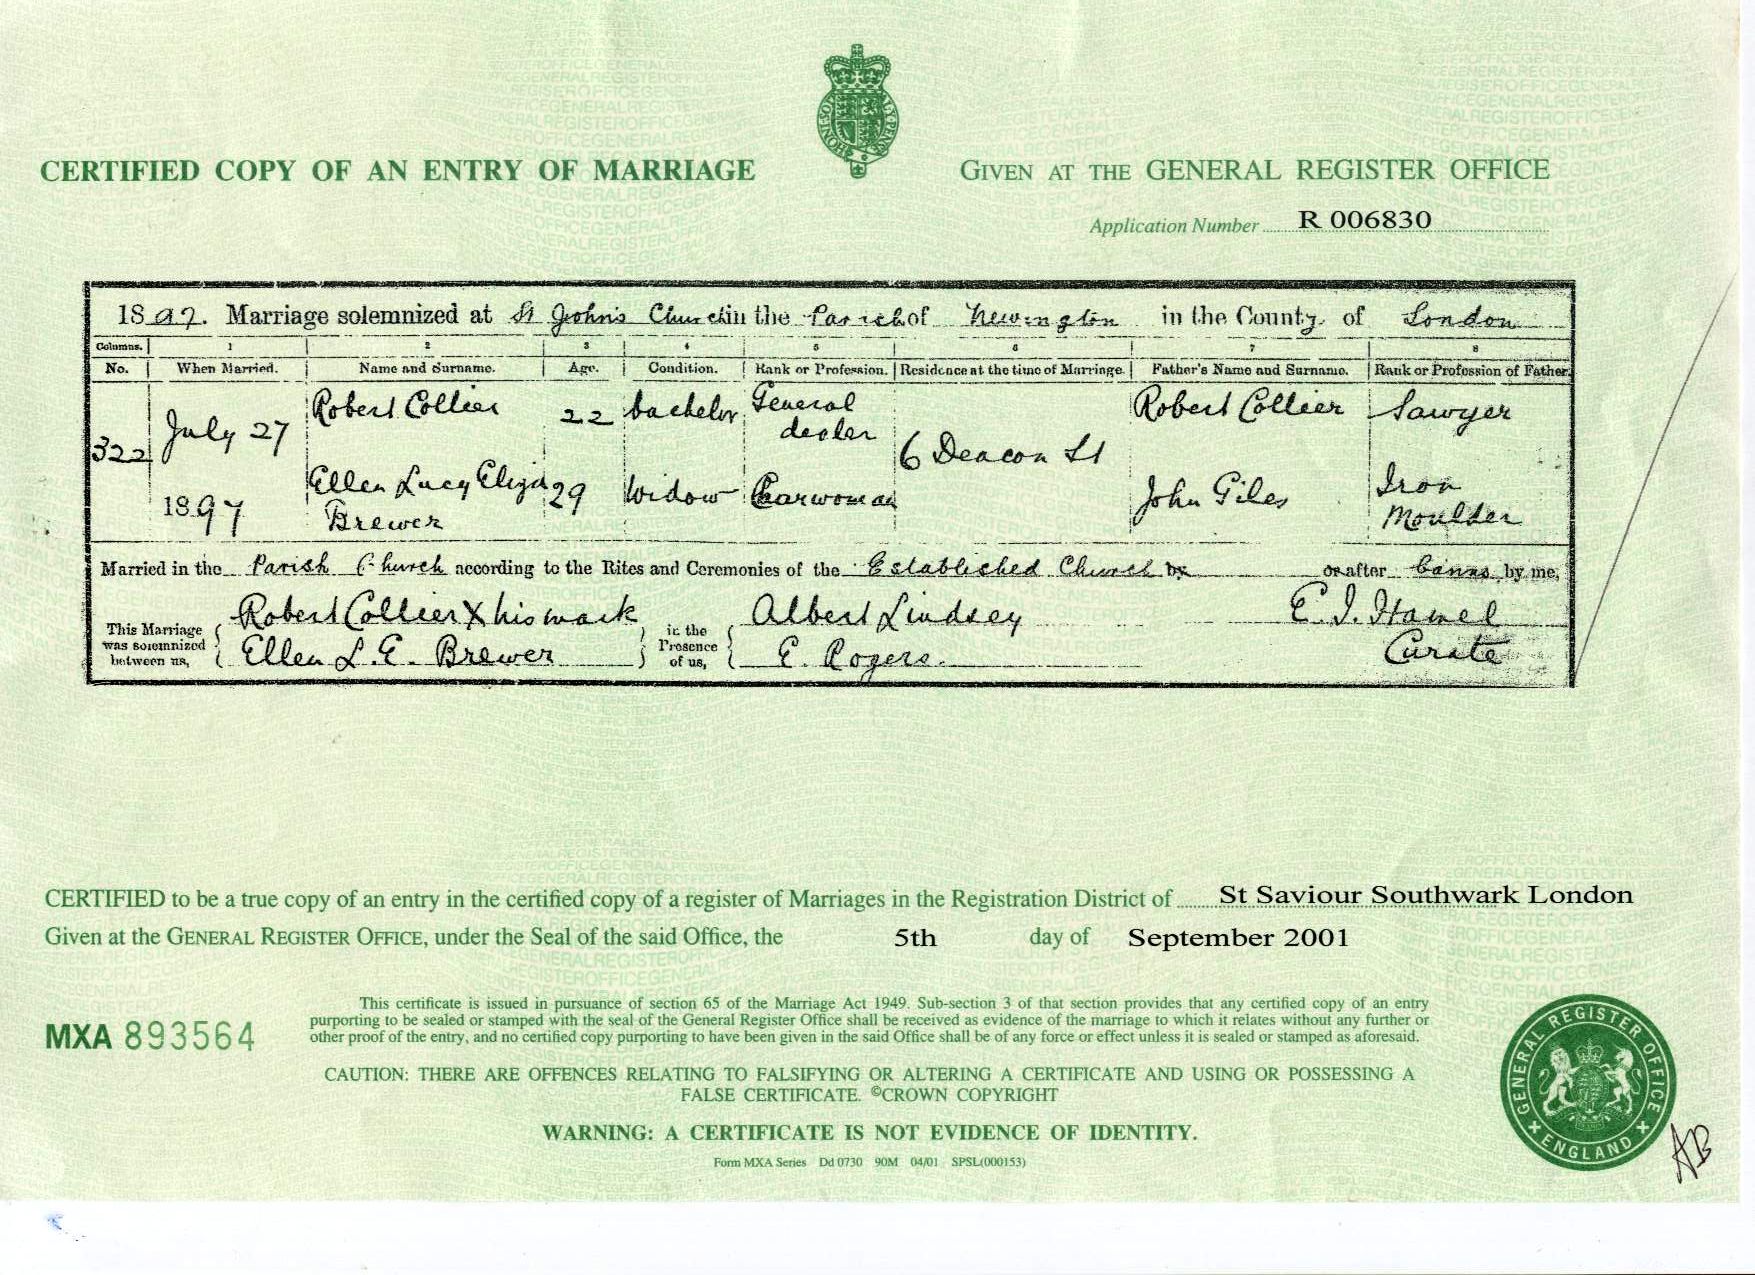 CERTIFIED COPY OF AN ENTRY OF MARRIAGE
GIVEN AT THE GENERAL REGISTER OFFICE
Application Number R 006830
1897. Marriage solemnized at St John's Church in the Parish of Newington in the County of London
Columns. 1 2 3 4 5 6 7 8
No. When Married. Name and Surname. Age. Condition. Rank or Profession. Residence at the time of Marriage. Father's Name and Surname. Rank or Profession of Father.
322 July 27 1897
Robert Collier 22 bachelor General dealer 6 Deacon St Robert Collier Sawyer
Ellen Lucy Eliza Brewer 29 Widow Charwoman John Giles Iron Moulder
Married in the Parish Church according to the Rites and Ceremonies of the Established Church by or after Banns by me,
This Marriage was solemnized between us, Robert Collier X his mark
Ellen L. E. Brewer
in the Presence of us, Albert Lindsey
E. Rogers.
E. J. Hamel
Curate
CERTIFIED to be a true copy of an entry in the certified copy of a register of Marriages in the Registration District of St Saviour Southwark London
Given at the GENERAL REGISTER OFFICE, under the Seal of the said Office, the 5th day of September 2001
This certificate is issued in pursuance of section 65 of the Marriage Act 1949. Sub-section 3 of that section provides that any certified copy of an entry
purporting to be sealed or stamped with the seal of the General Register Office shall be received as evidence of the marriage to which it relates without any further or
other proof of the entry, and no certified copy purporting to have been given in the said Office shall be of any force or effect unless it is sealed or stamped as aforesaid.
MXA 893564
CAUTION: THERE ARE OFFENCES RELATING TO FALSIFYING OR ALTERING A CERTIFICATE AND USING OR POSSESSING A
FALSE CERTIFICATE. ©CROWN COPYRIGHT
WARNING: A CERTIFICATE IS NOT EVIDENCE OF IDENTITY.
Form MXA Series Dd 0730 90M 04/01 SPSL(000153)
GENERAL REGISTER OFFICE
ENGLAND
AB